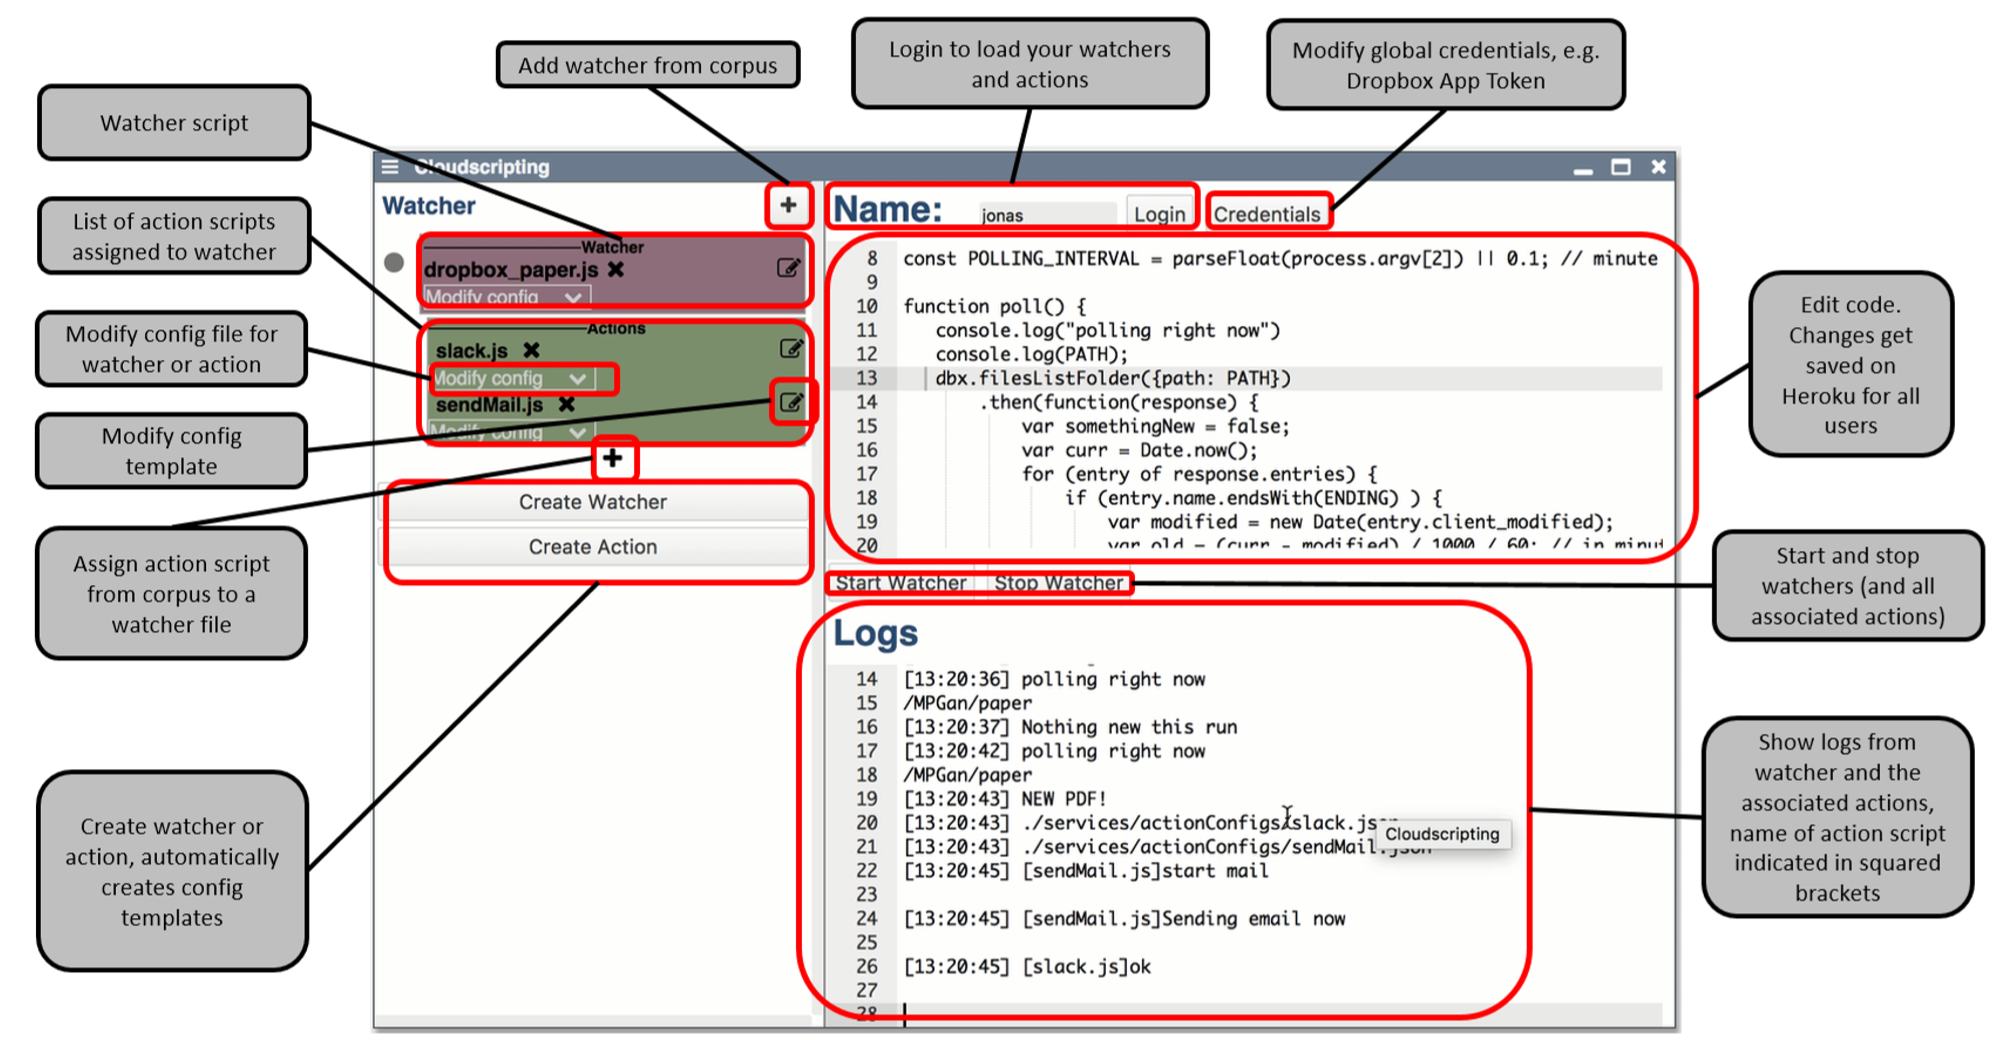 Add watcher from corpus
Login to load your watchers
and actions
Modify global credentials, e.g.
Dropbox App Token
Watcher script
List of action scripts
assigned to watcher
Modify config file for
watcher or action
Modify config
template
Assign action script
from corpus to a
watcher file
Create watcher or
action, automatically
creates config
templates
Cloudscripting
Watcher
Watcher
dropbox_paper.js
Modify config
Actions
slack.js
Modify config
sendMail.js
Modify config
Create Watcher
Create Action
Name: jonas Login Credentials
8 const POLLING_INTERVAL = parseFloat(process.argv[2]) || 0.1; // minute
9
10 function poll() {
11 console.log("polling right now")
12 console.log(PATH);
13 dbx.filesListFolder({path: PATH})
14 .then(function(response) {
15 var somethingNew = false;
16 var curr = Date.now();
17 for (entry of response.entries) {
18 if (entry.name.endsWith(ENDING) ) {
19 var modified = new Date(entry.client_modified);
20 var old = (curr - modified) / 1000 / 60; // in minut
Start Watcher Stop Watcher
Logs
14 [13:20:36] polling right now
15 /MPGan/paper
16 [13:20:37] Nothing new this run
17 [13:20:42] polling right now
18 /MPGan/paper
19 [13:20:43] NEW PDF!
20 [13:20:43] ./services/actionConfigs/slack.json
21 [13:20:43] ./services/actionConfigs/sendMail.json
22 [13:20:45] [sendMail.js]start mail
23
24 [13:20:45] [sendMail.js]Sending email now
25
26 [13:20:45] [slack.js]ok
27
28
Cloudscripting
Edit code.
Changes get
saved on
Heroku for all
users
Start and stop
watchers (and all
associated actions)
Show logs from
watcher and the
associated actions,
name of action script
indicated in squared
brackets